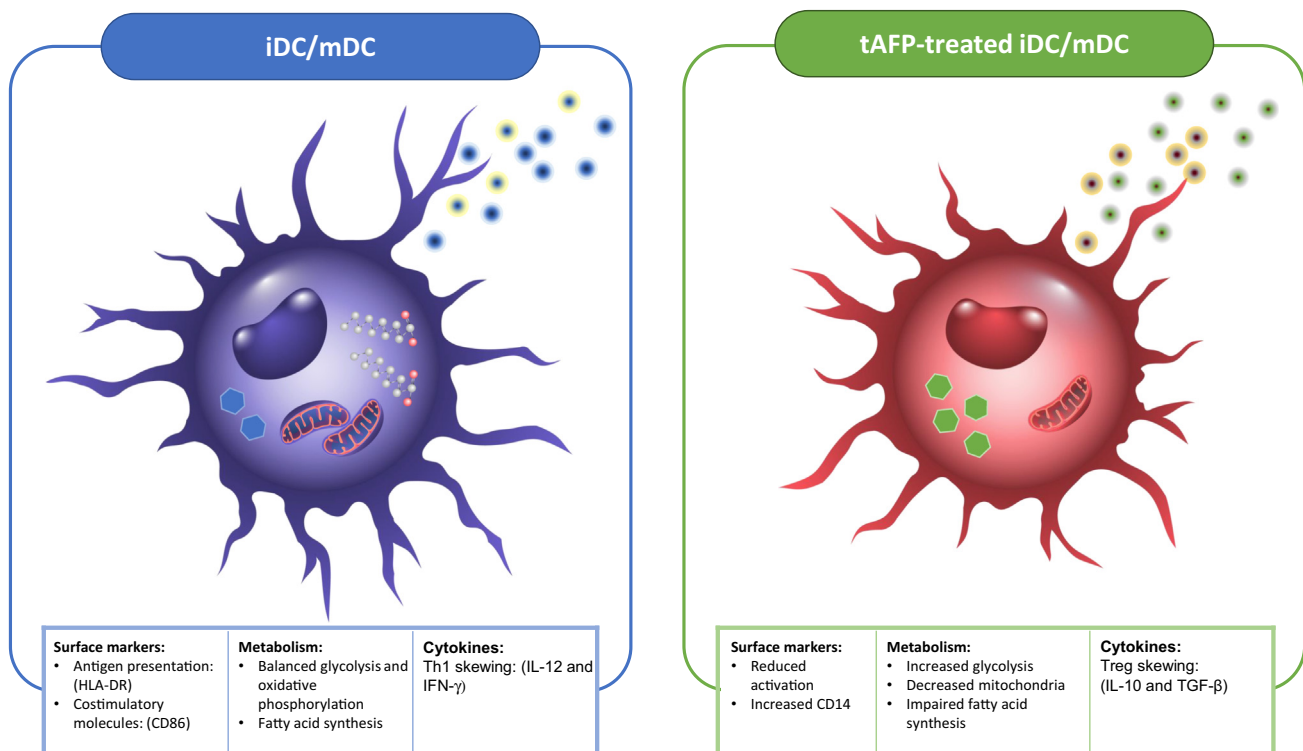 iDC/mDC
Surface markers:
• Antigen presentation:
(HLA-DR)
• Costimulatory
molecules: (CD86)
Metabolism:
• Balanced glycolysis and
oxidative
phosphorylation
• Fatty acid synthesis
Cytokines:
Th1 skewing: (IL-12 and
IFN-γ)
tAFP-treated iDC/mDC
Surface markers:
• Reduced
activation
• Increased CD14
Metabolism:
• Increased glycolysis
• Decreased mitochondria
• Impaired fatty acid
synthesis
Cytokines:
Treg skewing:
(IL-10 and TGF-β)